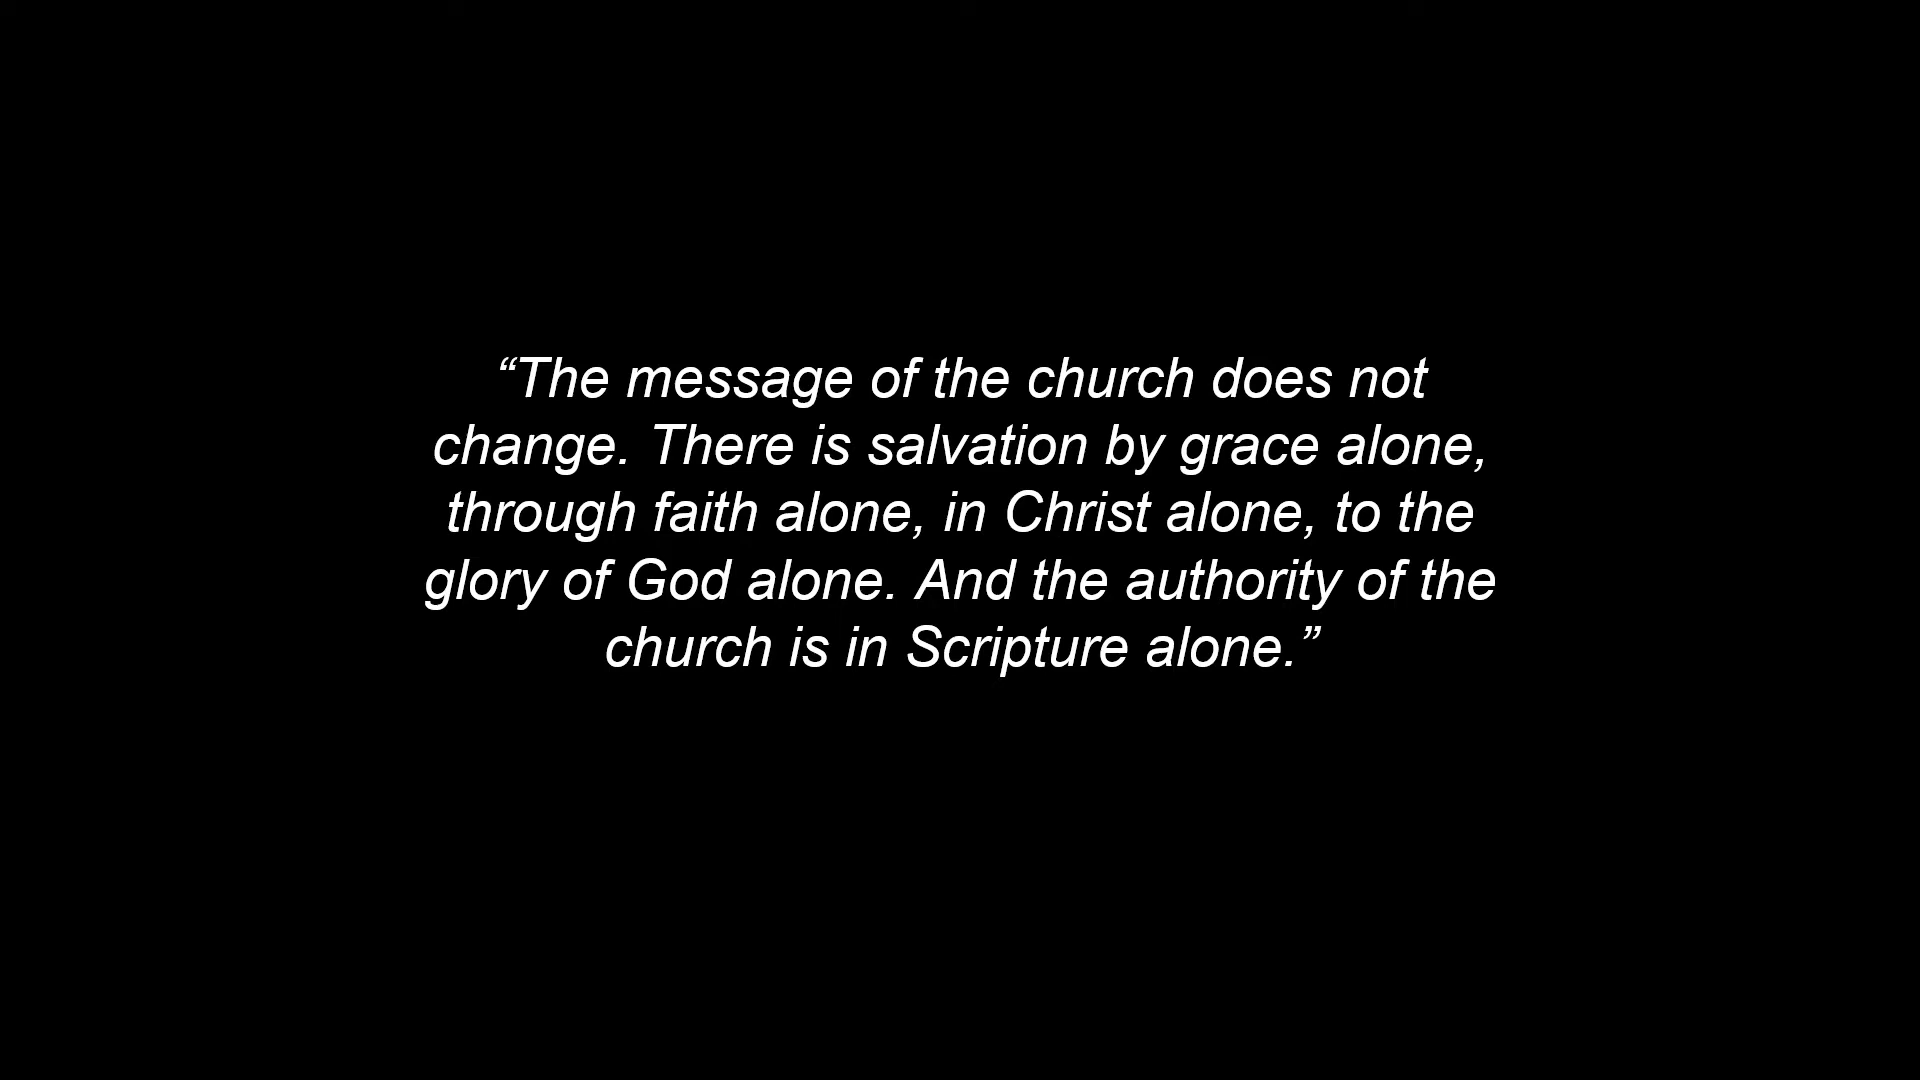 “The message of the church does not
change. There is salvation by grace alone,
through faith alone, in Christ alone, to the
glory of God alone. And the authority of the
church is in Scripture alone.”